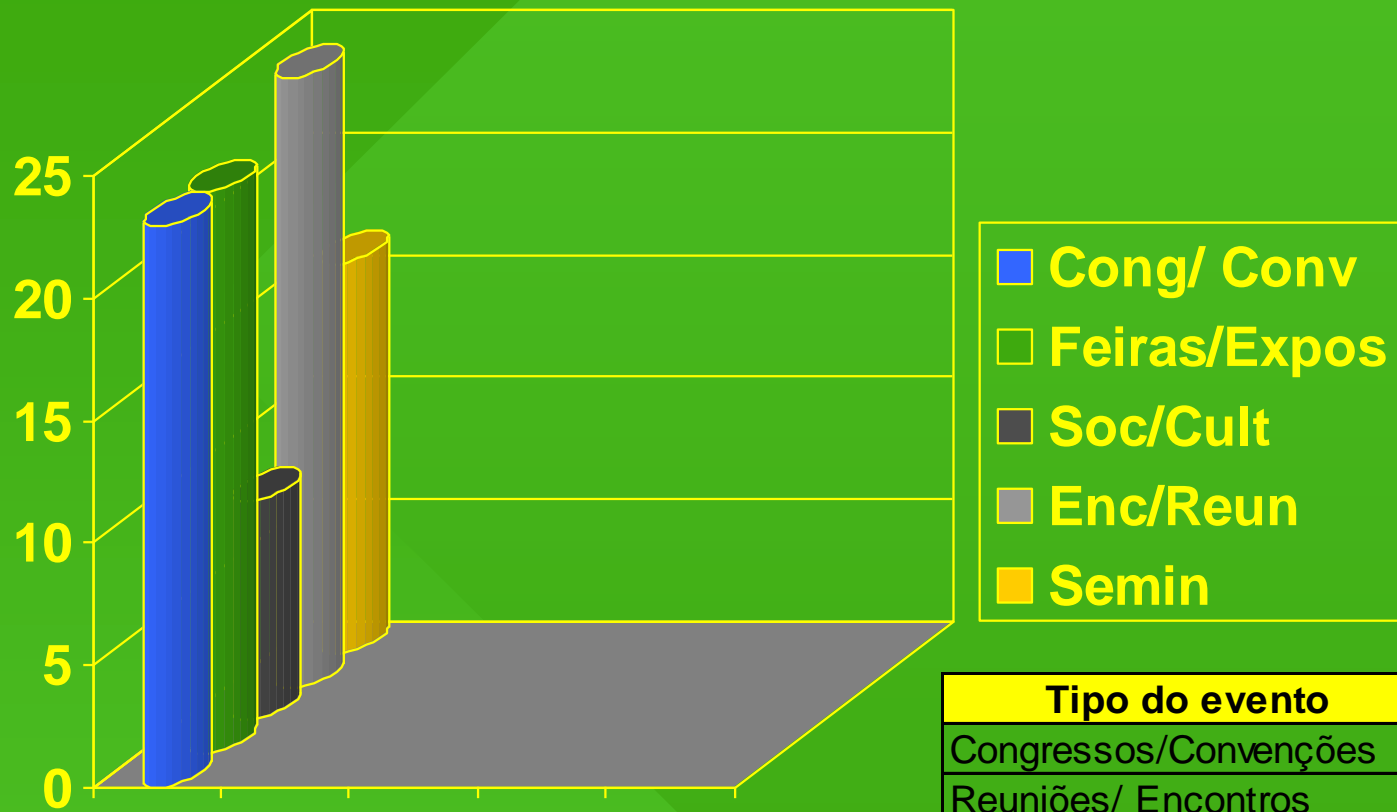 25
20
15
10
5
0
Cong/ Conv
Feiras/Expos
Soc/Cult
Enc/Reun
Semin
Tipo do evento
Congressos/Convenções
Reuniões/ Encontros